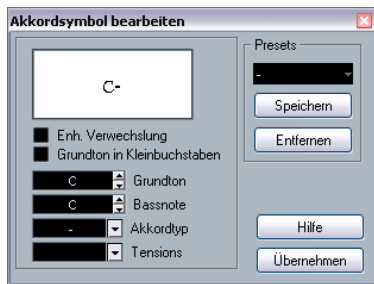 Akkordsymbol bearbeiten
C-
Enh. Verwechslung
Grundton in Kleinbuchstaben
C Grundton
C Bassnote
- Akkordtyp
Tensions
Presets
-
Speichern
Entfernen
Hilfe
Übernehmen